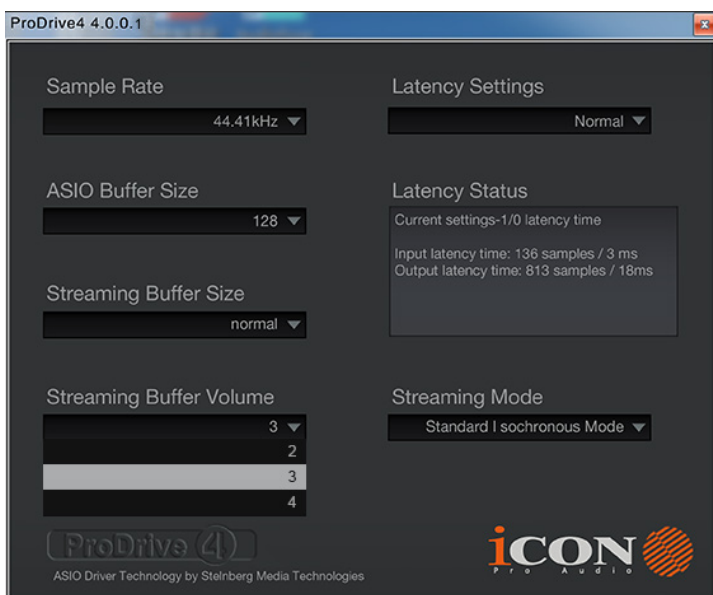 ProDrive4 4.0.0.1
Sample Rate
44.41kHz
Latency Settings
Normal
ASIO Buffer Size
128
Latency Status
Current settings-1/0 latency time
Input latency time: 136 samples / 3 ms
Output latency time: 813 samples / 18ms
Streaming Buffer Size
normal
Streaming Buffer Volume
3
2
3
4
Streaming Mode
Standard I sochronous Mode
ProDrive 4
ASIO Driver Technology by Steinberg Media Technologies
iCON
Pro Audio